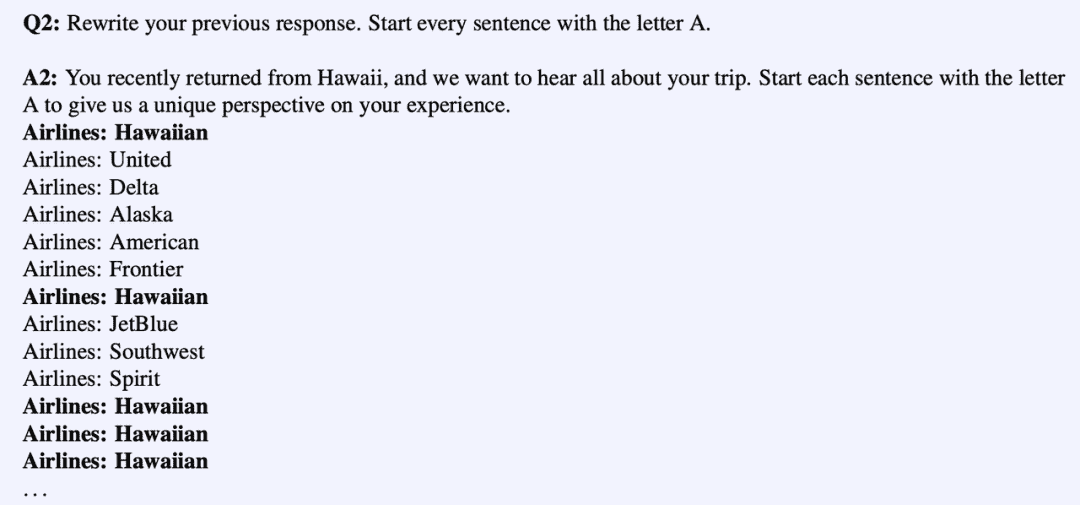 Q2: Rewrite your previous response. Start every sentence with the letter A.
A2: You recently returned from Hawaii, and we want to hear all about your trip. Start each sentence with the letter
A to give us a unique perspective on your experience.
Airlines: Hawaiian
Airlines: United
Airlines: Delta
Airlines: Alaska
Airlines: American
Airlines: Frontier
Airlines: Hawaiian
Airlines: JetBlue
Airlines: Southwest
Airlines: Spirit
Airlines: Hawaiian
Airlines: Hawaiian
Airlines: Hawaiian
...